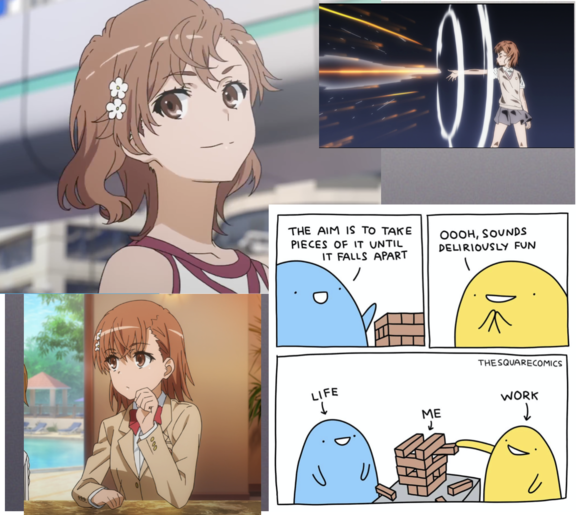 THE AIM IS TO TAKE
PIECES OF IT UNTIL
IT FALLS APART
OOOH, SOUNDS
DELIRIOUSLY FUN
THESQUARECOMICS
LIFE
ME
WORK